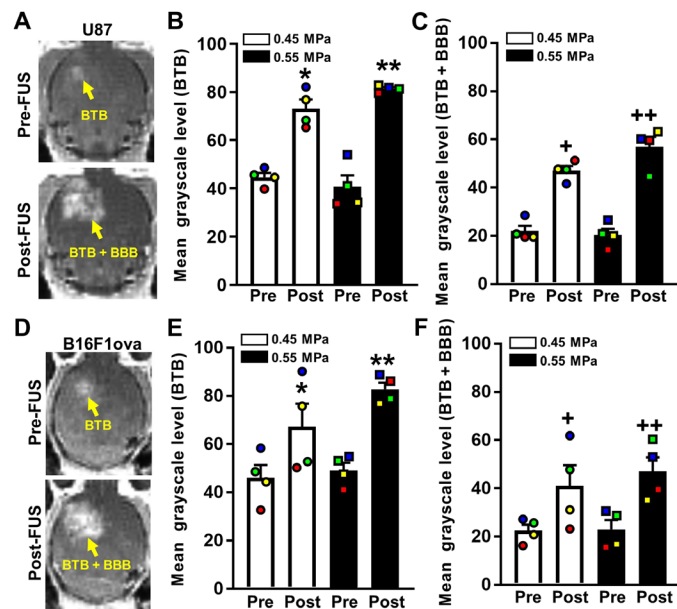 A
U87
Pre-FUS
BTB
Post-FUS
BTB + BBB
B
0.45 MPa
0.55 MPa
Mean grayscale level (BTB)
100
80
60
40
20
0
*
**
Pre Post Pre Post
C
0.45 MPa
0.55 MPa
Mean grayscale level (BTB + BBB)
100
80
60
40
20
0
+
++
Pre Post Pre Post
D
B16F1ova
Pre-FUS
BTB
Post-FUS
BTB + BBB
E
0.45 MPa
0.55 MPa
Mean grayscale level (BTB)
100
80
60
40
20
0
*
**
Pre Post Pre Post
F
0.45 MPa
0.55 MPa
Mean grayscale level (BTB + BBB)
100
80
60
40
20
0
+
++
Pre Post Pre Post